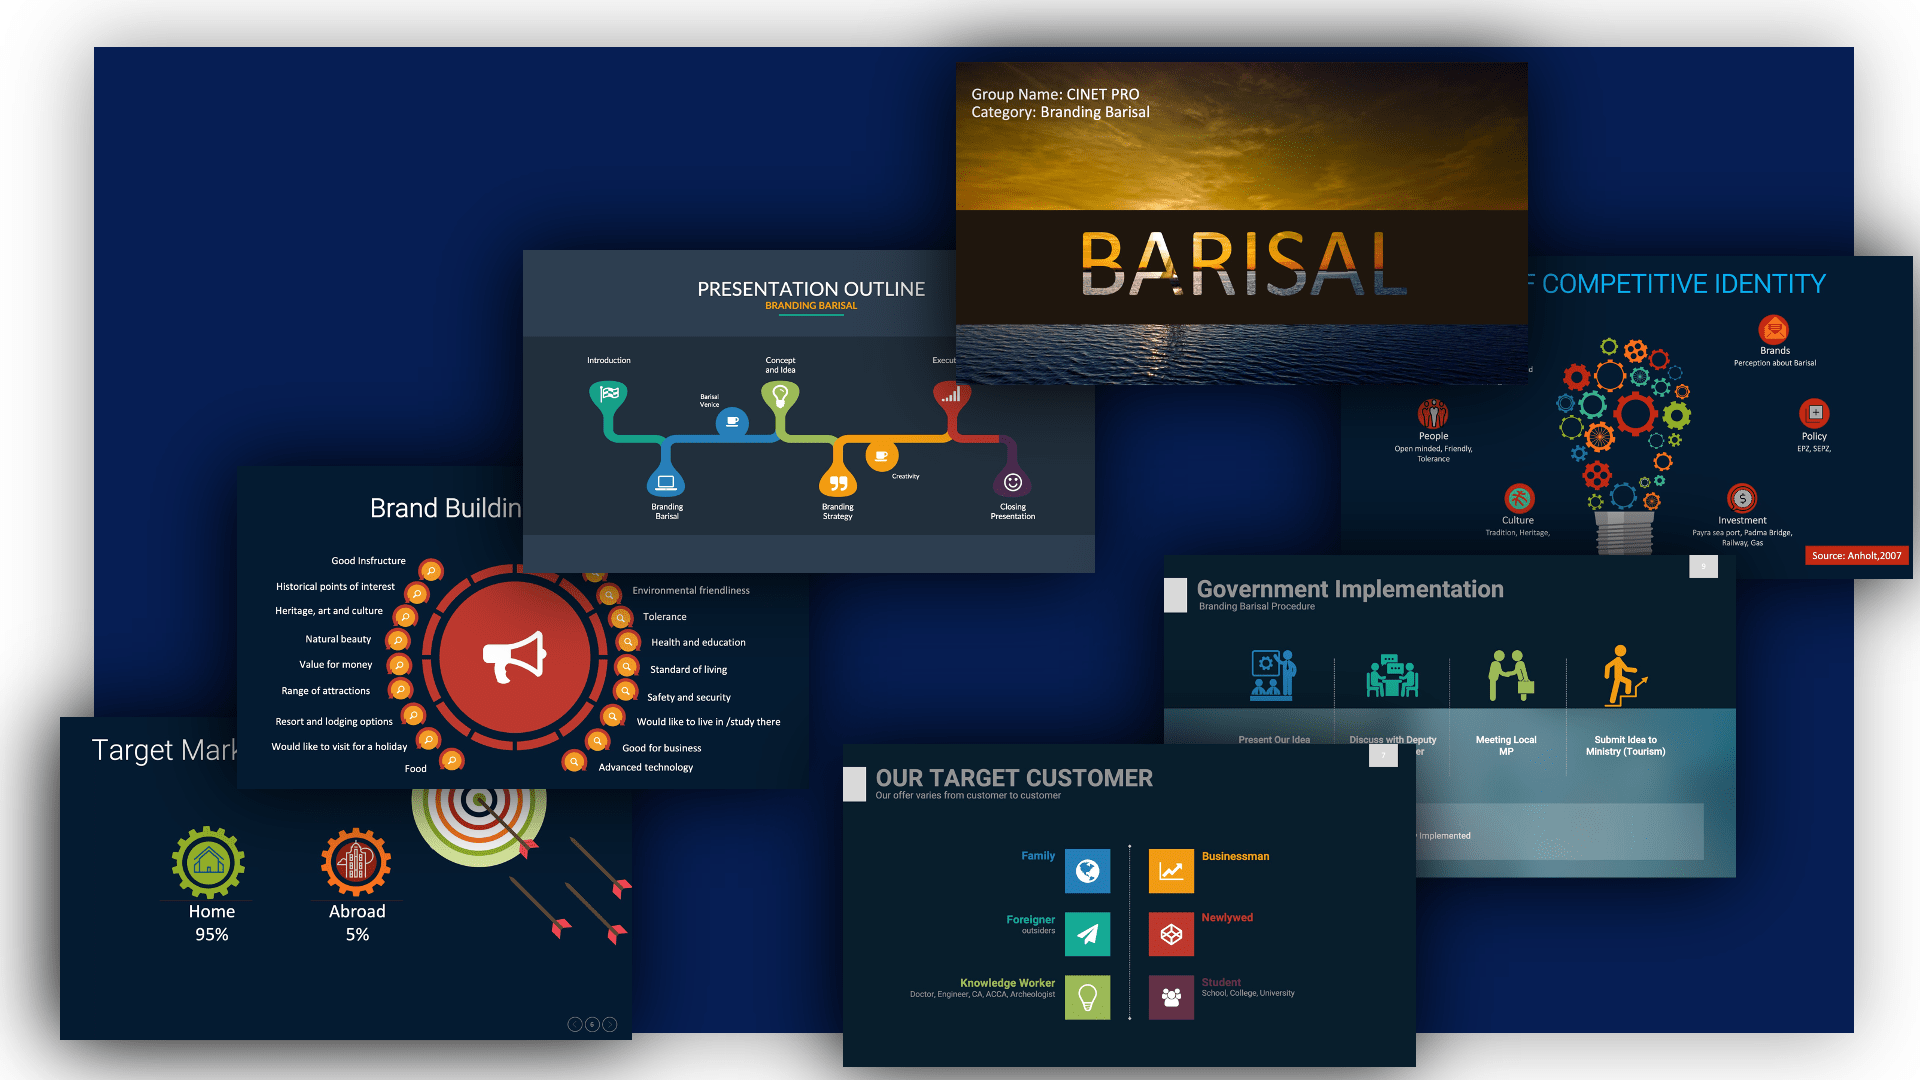 Group Name: CINET PRO
Category: Branding Barisal
BARISAL
PRESENTATION OUTLINE
BRANDING BARISAL
Introduction
Concept
and Idea
Barisal
Venice
Creativity
Branding
Barisal
Branding
Strategy
Closing
Presentation
COMPETITIVE IDENTITY
Brands
Perception about Barisal
People
Open minded, Friendly,
Tolerance
Policy
EPZ, SEPZ,
Culture
Tradition, Heritage,
Investment
Payra sea port, Padma Bridge,
Railway, Gas
Source: Anholt,2007
Brand
Good Insfructure
Historical points of interest
Heritage, art and culture
Natural beauty
Value for money
Range of attractions
Resort and lodging options
Would like to visit for a holiday
Food
Environmental friendliness
Tolerance
Health and education
Standard of living
Safety and security
Would like to live in /study there
Good for business
Advanced technology
Government Implementation
Branding Barisal Procedure
Present Our Idea
Discuss with Deputy
Meeting Local
MP
Submit Idea to
Ministry (Tourism)
Implemented
Target
Home
95%
Abroad
5%
6
OUR TARGET CUSTOMER
Our offer varies from customer to customer
7
Family
Foreigner
outsiders
Knowledge Worker
Doctor, Engineer, CA, ACCA, Archeologist
Businessman
Newlywed
Student
School, College, University